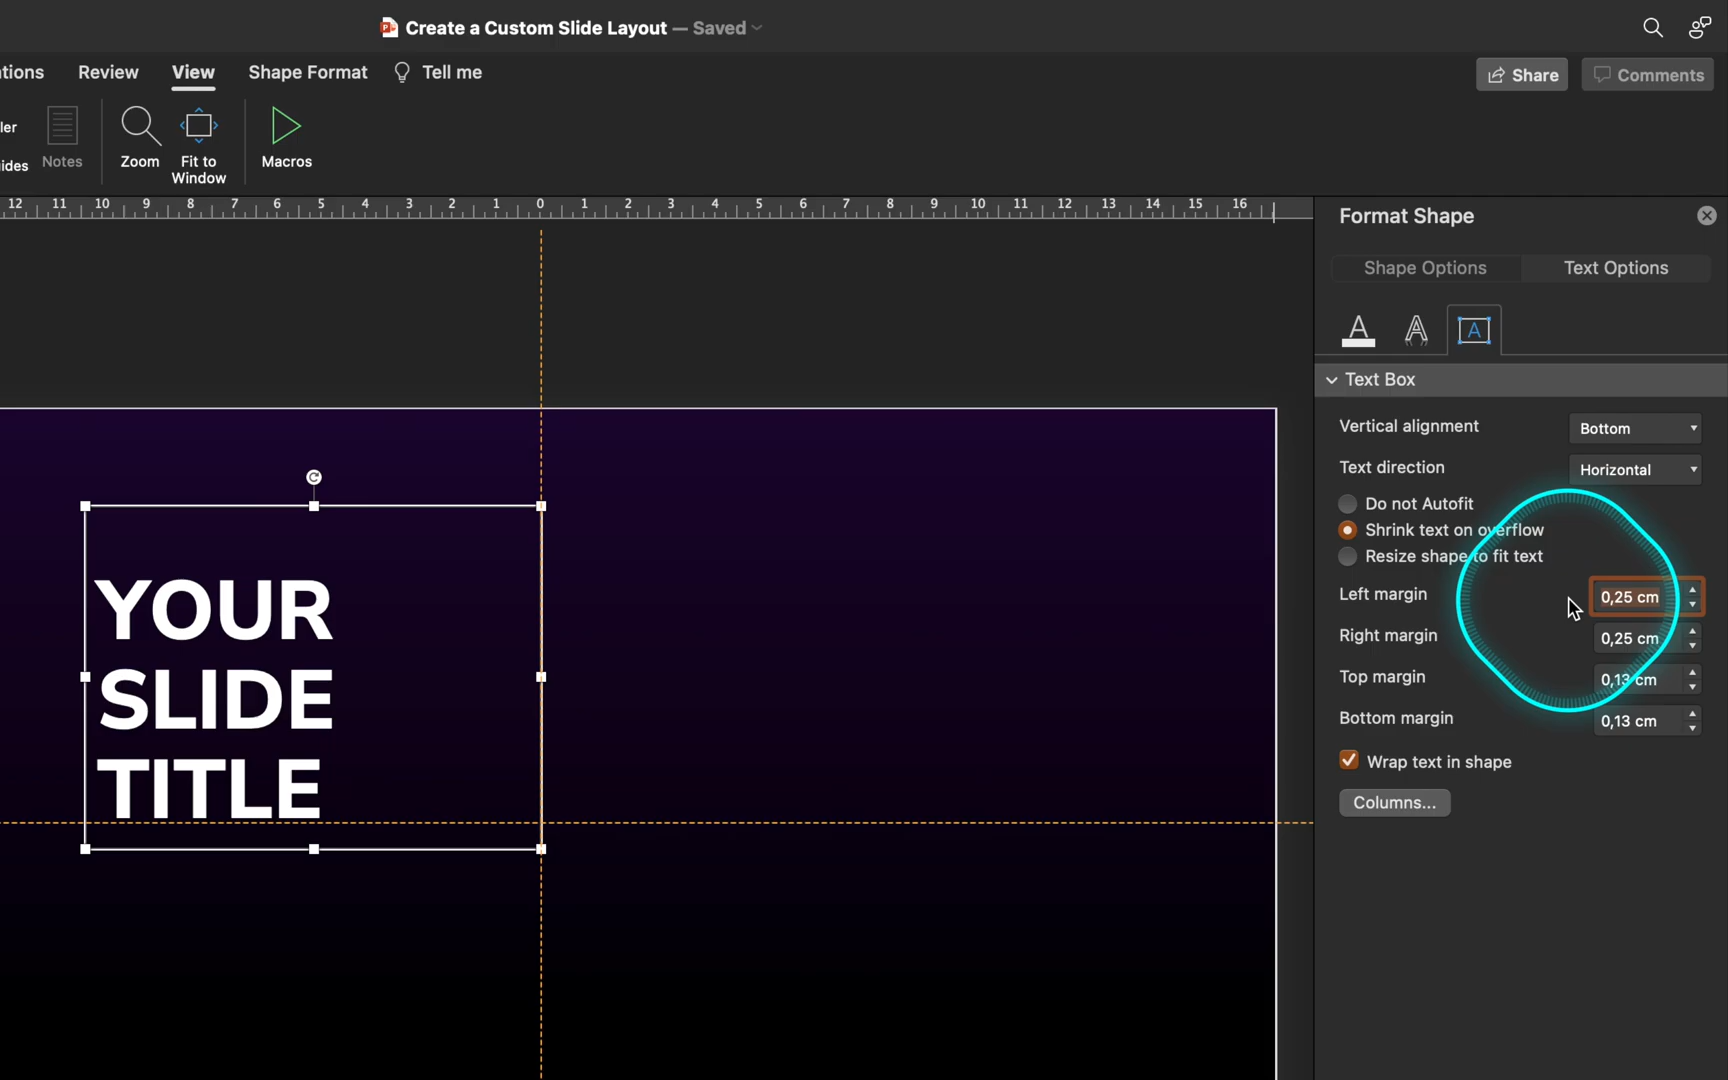 Create a Custom Slide Layout — Saved
tions Review View Shape Format Tell me
Share Comments
ler
ides
Notes
Zoom
Fit to
Window
Macros
12 11 10 9 8 7 6 5 4 3 2 1 0 1 2 3 4 5 6 7 8 9 10 11 12 13 14 15 16
YOUR
SLIDE
TITLE
Format Shape
Shape Options Text Options
Text Box
Vertical alignment Bottom
Text direction Horizontal
Do not Autofit
Shrink text on overflow
Resize shape to fit text
Left margin 0,25 cm
Right margin 0,25 cm
Top margin 0,13 cm
Bottom margin 0,13 cm
Wrap text in shape
Columns...